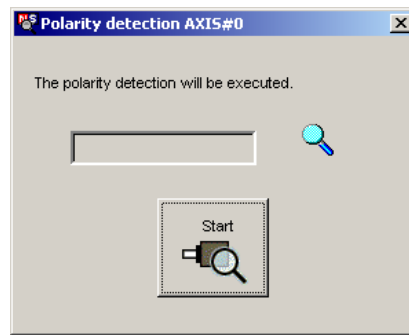 Polarity detection AXIS#0
The polarity detection will be executed.
Start